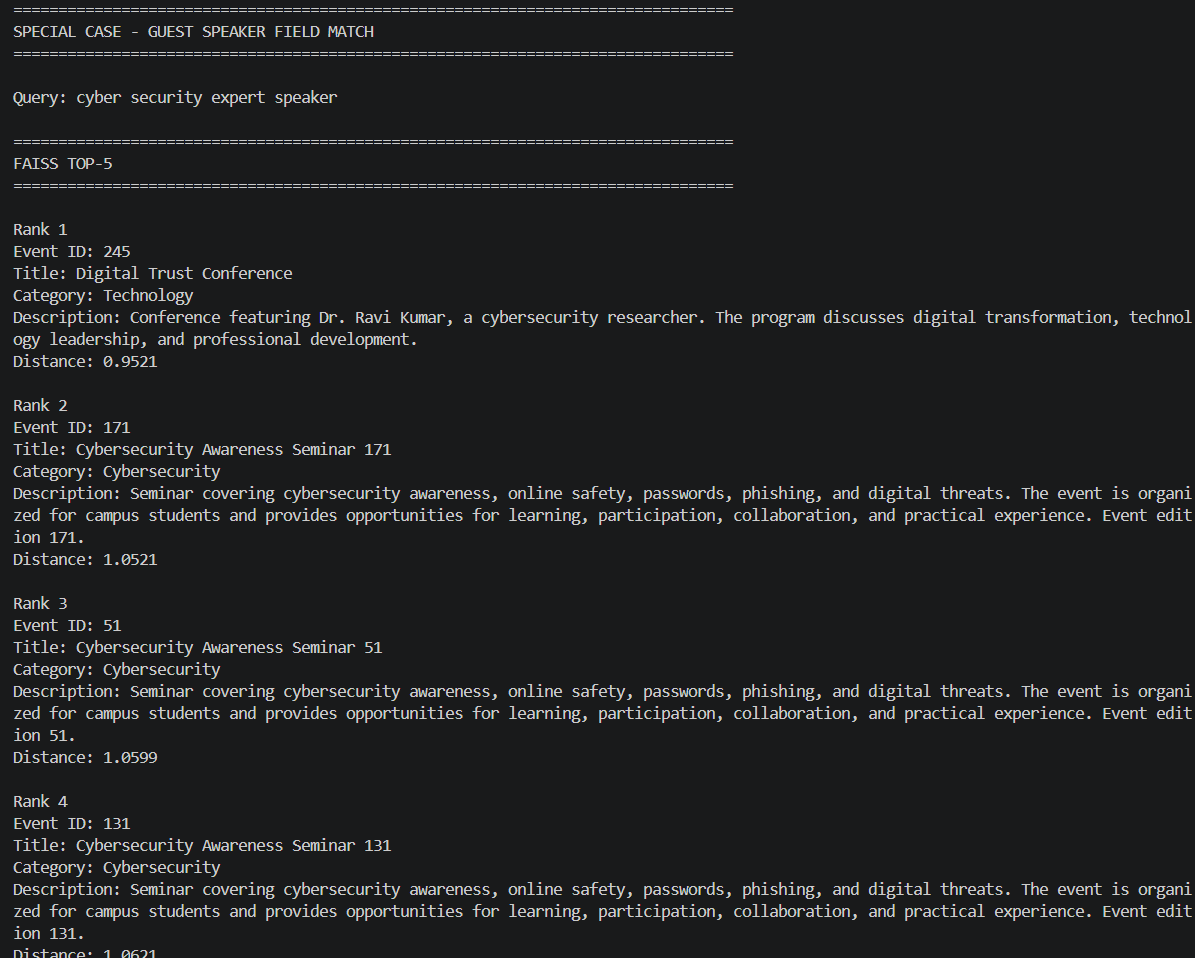 ================================================================================
SPECIAL CASE - GUEST SPEAKER FIELD MATCH
================================================================================
Query: cyber security expert speaker
================================================================================
FAISS TOP-5
================================================================================
Rank 1
Event ID: 245
Title: Digital Trust Conference
Category: Technology
Description: Conference featuring Dr. Ravi Kumar, a cybersecurity researcher. The program discusses digital transformation, technol
ogy leadership, and professional development.
Distance: 0.9521
Rank 2
Event ID: 171
Title: Cybersecurity Awareness Seminar 171
Category: Cybersecurity
Description: Seminar covering cybersecurity awareness, online safety, passwords, phishing, and digital threats. The event is organi
zed for campus students and provides opportunities for learning, participation, collaboration, and practical experience. Event edit
ion 171.
Distance: 1.0521
Rank 3
Event ID: 51
Title: Cybersecurity Awareness Seminar 51
Category: Cybersecurity
Description: Seminar covering cybersecurity awareness, online safety, passwords, phishing, and digital threats. The event is organi
zed for campus students and provides opportunities for learning, participation, collaboration, and practical experience. Event edit
ion 51.
Distance: 1.0599
Rank 4
Event ID: 131
Title: Cybersecurity Awareness Seminar 131
Category: Cybersecurity
Description: Seminar covering cybersecurity awareness, online safety, passwords, phishing, and digital threats. The event is organi
zed for campus students and provides opportunities for learning, participation, collaboration, and practical experience. Event edit
ion 131.
Distance: 1.0621